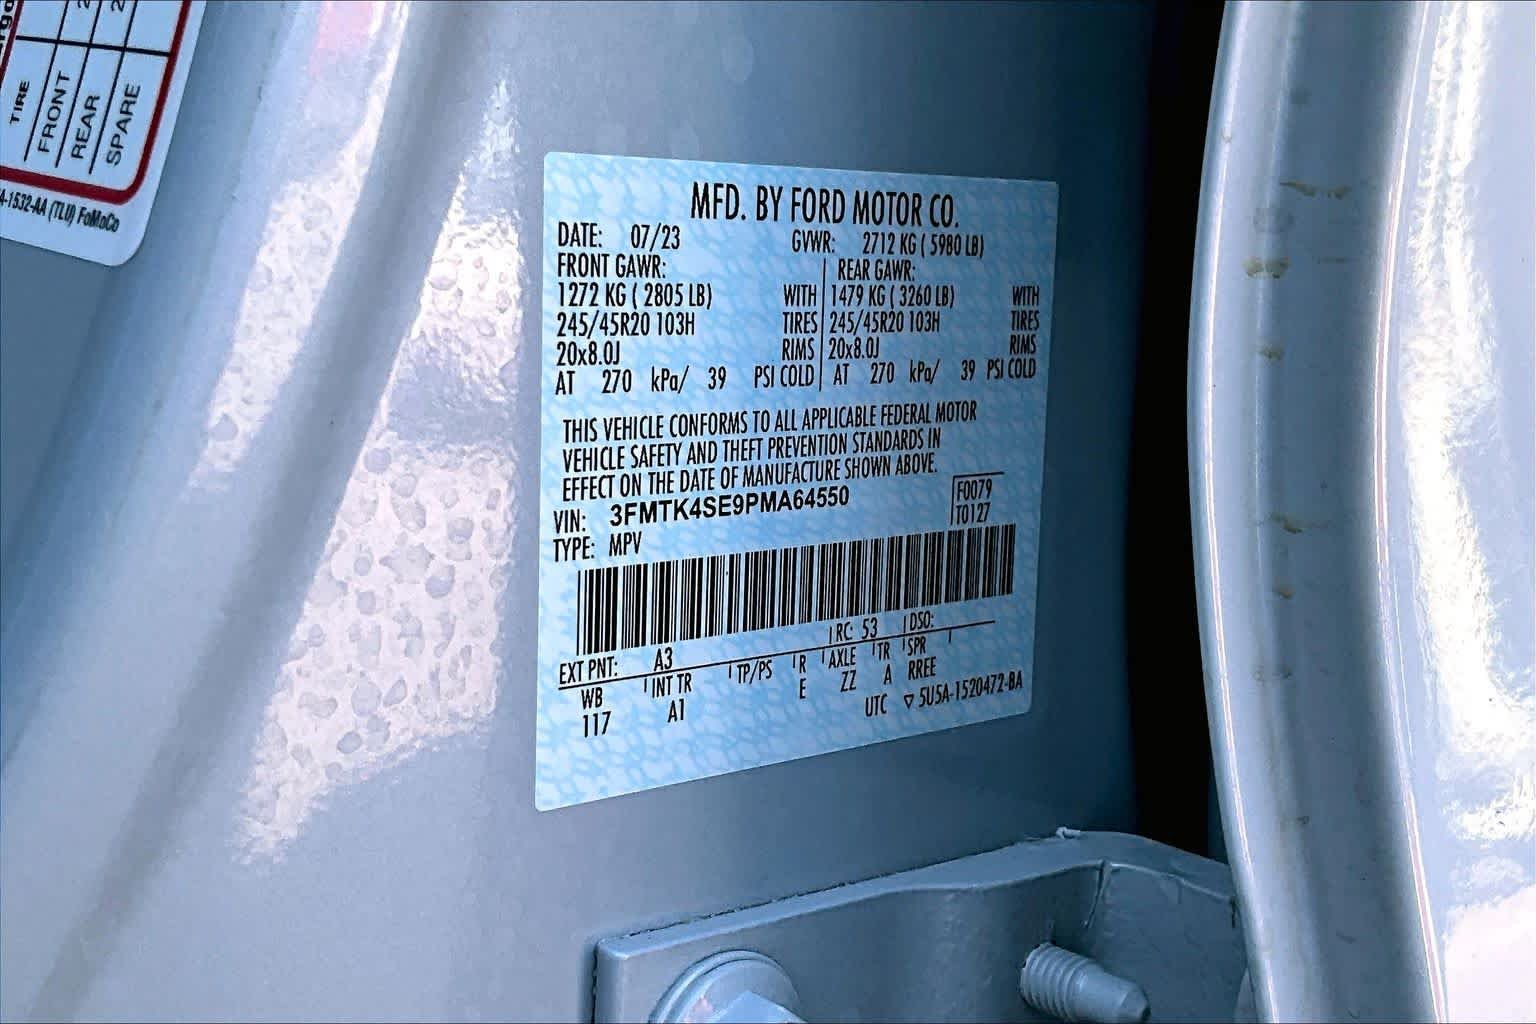 TIRE
FRONT
REAR
SPARE
A-1532-AA (TLU) FoMoCo
MFD. BY FORD MOTOR CO.
DATE: 07/23 GVWR: 2712 KG ( 5980 LB)
FRONT GAWR: REAR GAWR:
1272 KG ( 2805 LB) WITH 1479 KG ( 3260 LB) WITH
245/45R20 103H TIRES 245/45R20 103H TIRES
20x8.0J RIMS 20x8.0J RIMS
AT 270 kPa/ 39 PSI COLD AT 270 kPa/ 39 PSI COLD
THIS VEHICLE CONFORMS TO ALL APPLICABLE FEDERAL MOTOR
VEHICLE SAFETY AND THEFT PREVENTION STANDARDS IN
EFFECT ON THE DATE OF MANUFACTURE SHOWN ABOVE.
VIN: 3FMTK4SE9PMA64550 F0079
TYPE: MPV T0127
RC: 53 DSO:
EXT PNT: A3
WB INT TR TP/PS R AXLE TR SPR
117 A1 E ZZ A RREE
UTC ▽ 5U5A-1520472-BA